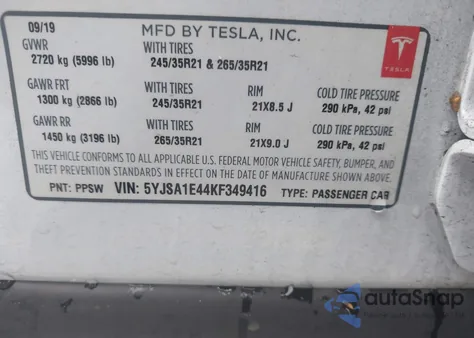 09/19 MFD BY TESLA, INC.
GVWR WITH TIRES
2720 kg (5996 lb) 245/35R21 & 265/35R21
TESLA
GAWR FRT WITH TIRES RIM COLD TIRE PRESSURE
1300 kg (2866 lb) 245/35R21 21X8.5 J 290 kPa, 42 psi
GAWR RR WITH TIRES RIM COLD TIRE PRESSURE
1450 kg (3196 lb) 265/35R21 21X9.0 J 290 kPa, 42 psi
THIS VEHICLE CONFORMS TO ALL APPLICABLE U.S. FEDERAL MOTOR VEHICLE SAFETY, BUMPER, AND
THEFT PREVENTION STANDARDS IN EFFECT ON THE DATE OF MANUFACTURE SHOWN ABOVE.
PNT: PPSW VIN: 5YJSA1E44KF349416 TYPE: PASSENGER CAR
autoSnap